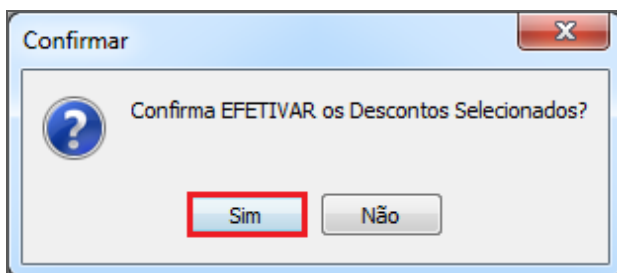 Confirmar
Confirma EFETIVAR os Descontos Selecionados?
Sim Não